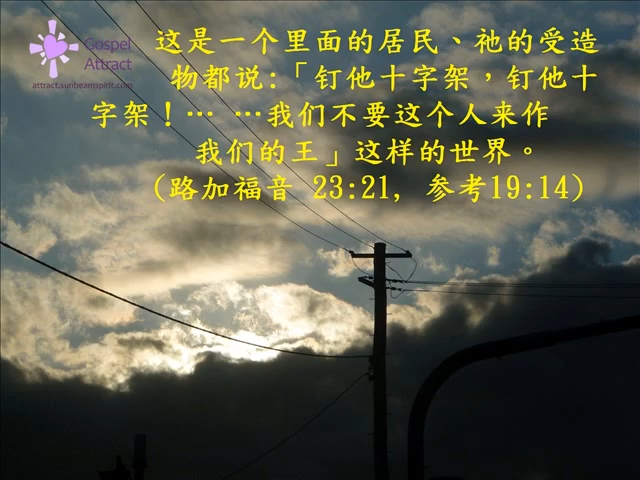 Gospel
Attract
attract.sunbeamspirit.com
这是一个里面的居民、祂的受造
物都说:「钉他十字架，钉他十
字架！… …我们不要这个人来作
我们的王」这样的世界。
(路加福音 23:21, 参考19:14)